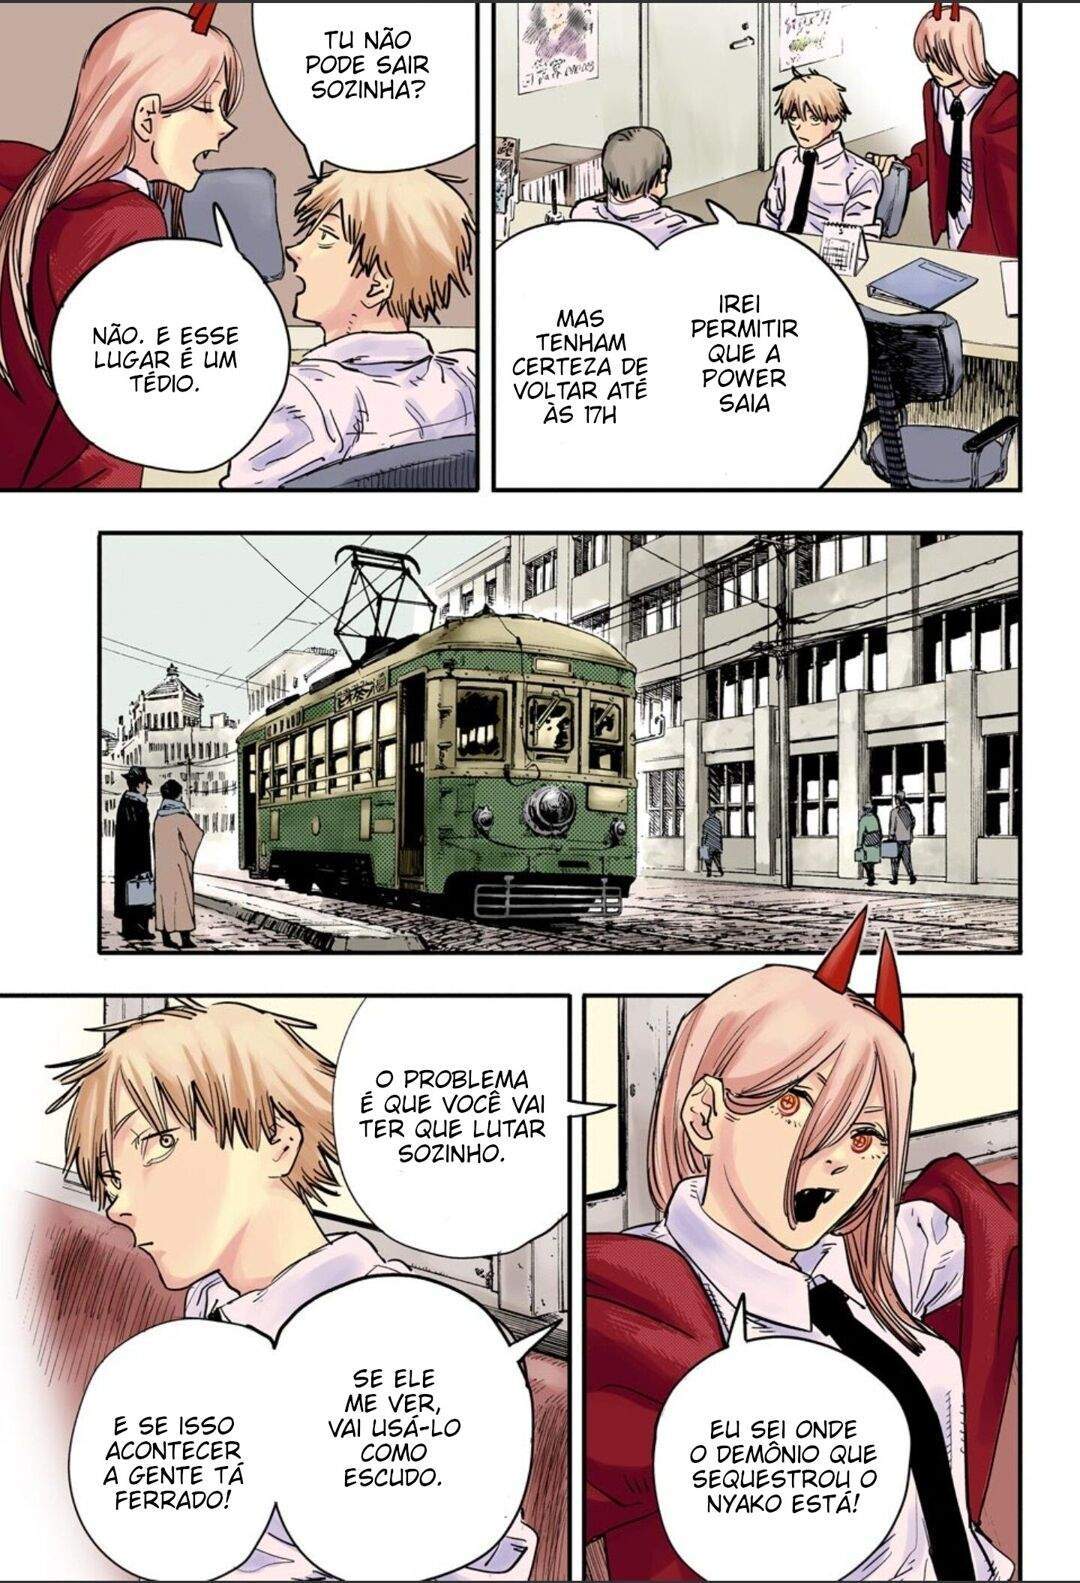 IREI
PERMITIR
QUE A
POWER
SAIA
MAS
TENHAM
CERTEZA DE
VOLTAR ATÉ
ÀS 17H
TU NÃO
PODE SAIR
SOZINHA?
NÃO. E ESSE
LUGAR É UM
TÉDIO.
EU SEI ONDE
O DEMÔNIO QUE
SEQUESTROU O
NYAKO ESTÁ!
O PROBLEMA
É QUE VOCÊ VAI
TER QUE LUTAR
SOZINHO.
SE ELE
ME VER,
VAI USÁ-LO
COMO
ESCUDO.
E SE ISSO
ACONTECER
A GENTE TÁ
FERRADO!